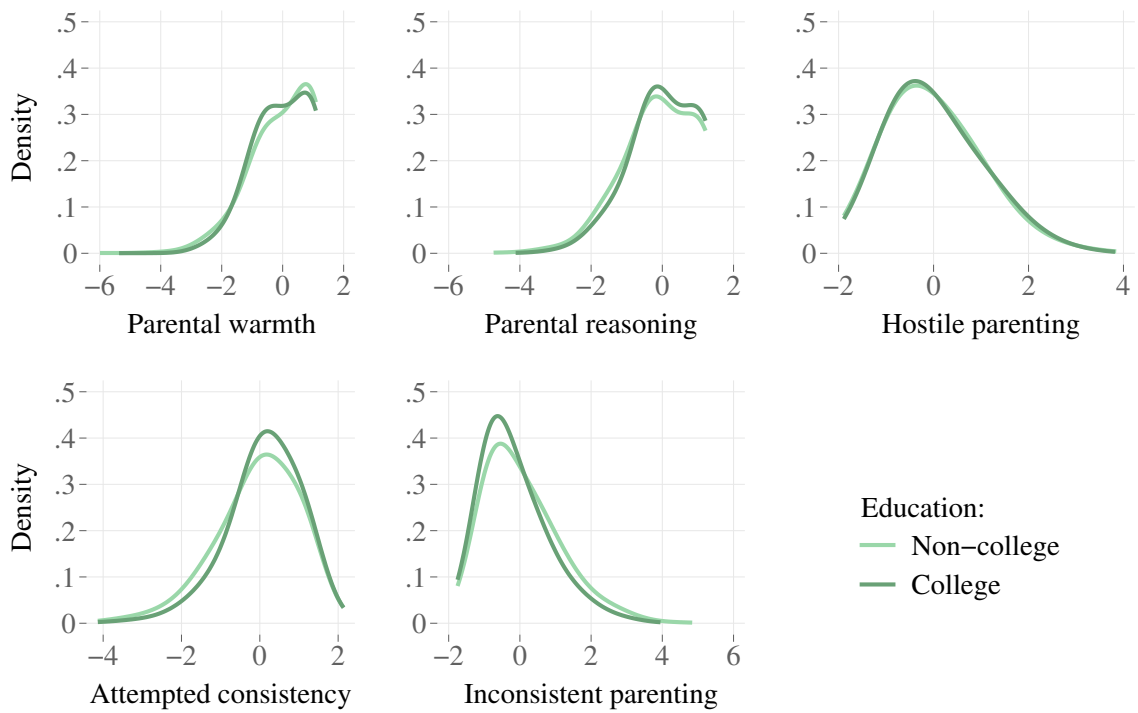 .5 .5 .5
.4 .4 .4
Density .3 .3 .3
.2 .2 .2
.1 .1 .1
0 0 0
−6 −4 −2 0 2 −6 −4 −2 0 2 −2 0 2 4
Parental warmth Parental reasoning Hostile parenting
.5 .5
.4 .4
Density .3 .3
.2 .2
.1 .1
0 0
−4 −2 0 2 −2 0 2 4 6
Attempted consistency Inconsistent parenting
Education:
Non−college
College